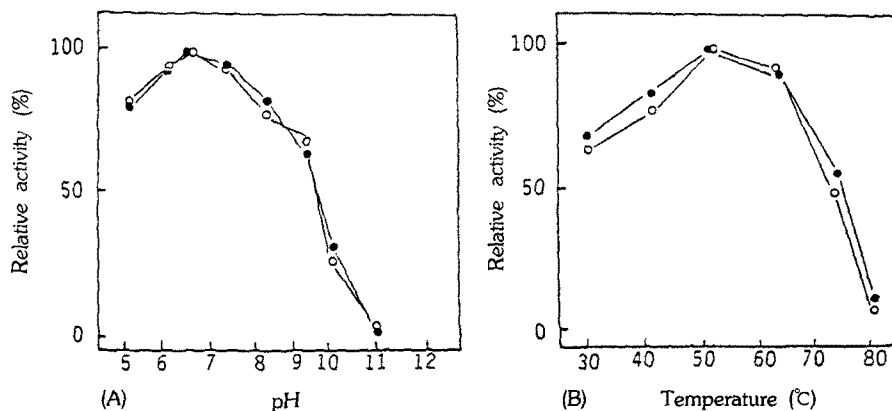 100
50
0
Relative activity (%)
5 6 7 8 9 10 11 12
(A) pH
100
50
0
Relative activity (%)
30 40 50 60 70 80
(B) Temperature (℃)